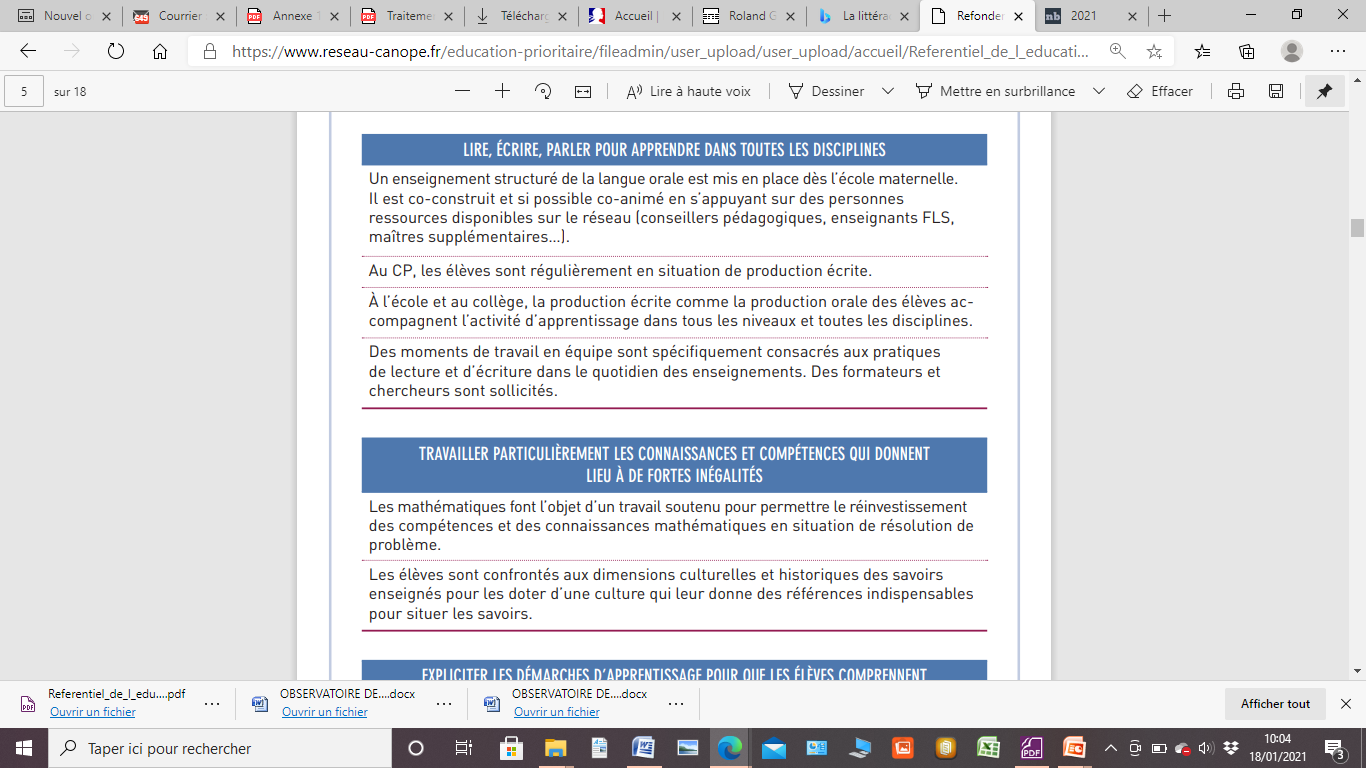 Nouvel o
Courrier
Annexe 1
Traitemen
Télécharg
Accueil |
Roland G
La littéra
Refonder
2021
https://www.reseau-canope.fr/education-prioritaire/fileadmin/user_upload/user_upload/accueil/Referentiel_de_l_educati...
5 sur 18
Lire à haute voix
Dessiner
Mettre en surbrillance
Effacer
LIRE, ÉCRIRE, PARLER POUR APPRENDRE DANS TOUTES LES DISCIPLINES
Un enseignement structuré de la langue orale est mis en place dès l'école maternelle.
Il est co-construit et si possible co-animé en s'appuyant sur des personnes
ressources disponibles sur le réseau (conseillers pédagogiques, enseignants FLS,
maîtres supplémentaires...).
Au CP, les élèves sont régulièrement en situation de production écrite.
À l'école et au collège, la production écrite comme la production orale des élèves ac-
compagnent l'activité d'apprentissage dans tous les niveaux et toutes les disciplines.
Des moments de travail en équipe sont spécifiquement consacrés aux pratiques
de lecture et d'écriture dans le quotidien des enseignements. Des formateurs et
chercheurs sont sollicités.
TRAVAILLER PARTICULIÈREMENT LES CONNAISSANCES ET COMPÉTENCES QUI DONNENT
LIEU À DE FORTES INÉGALITÉS
Les mathématiques font l'objet d'un travail soutenu pour permettre le réinvestissement
des compétences et des connaissances mathématiques en situation de résolution de
problème.
Les élèves sont confrontés aux dimensions culturelles et historiques des savoirs
enseignés pour les doter d'une culture qui leur donne des références indispensables
pour situer les savoirs.
EXPLICITER LES DÉMARCHES D'APPRENTISSAGE POUR QUE LES ÉLÈVES COMPRENNENT
Referentiel_de_l_edu....pdf
Ouvrir un fichier
OBSERVATOIRE DE....docx
Ouvrir un fichier
OBSERVATOIRE DE....docx
Ouvrir un fichier
Afficher tout
Taper ici pour rechercher
10:04
18/01/2021
3